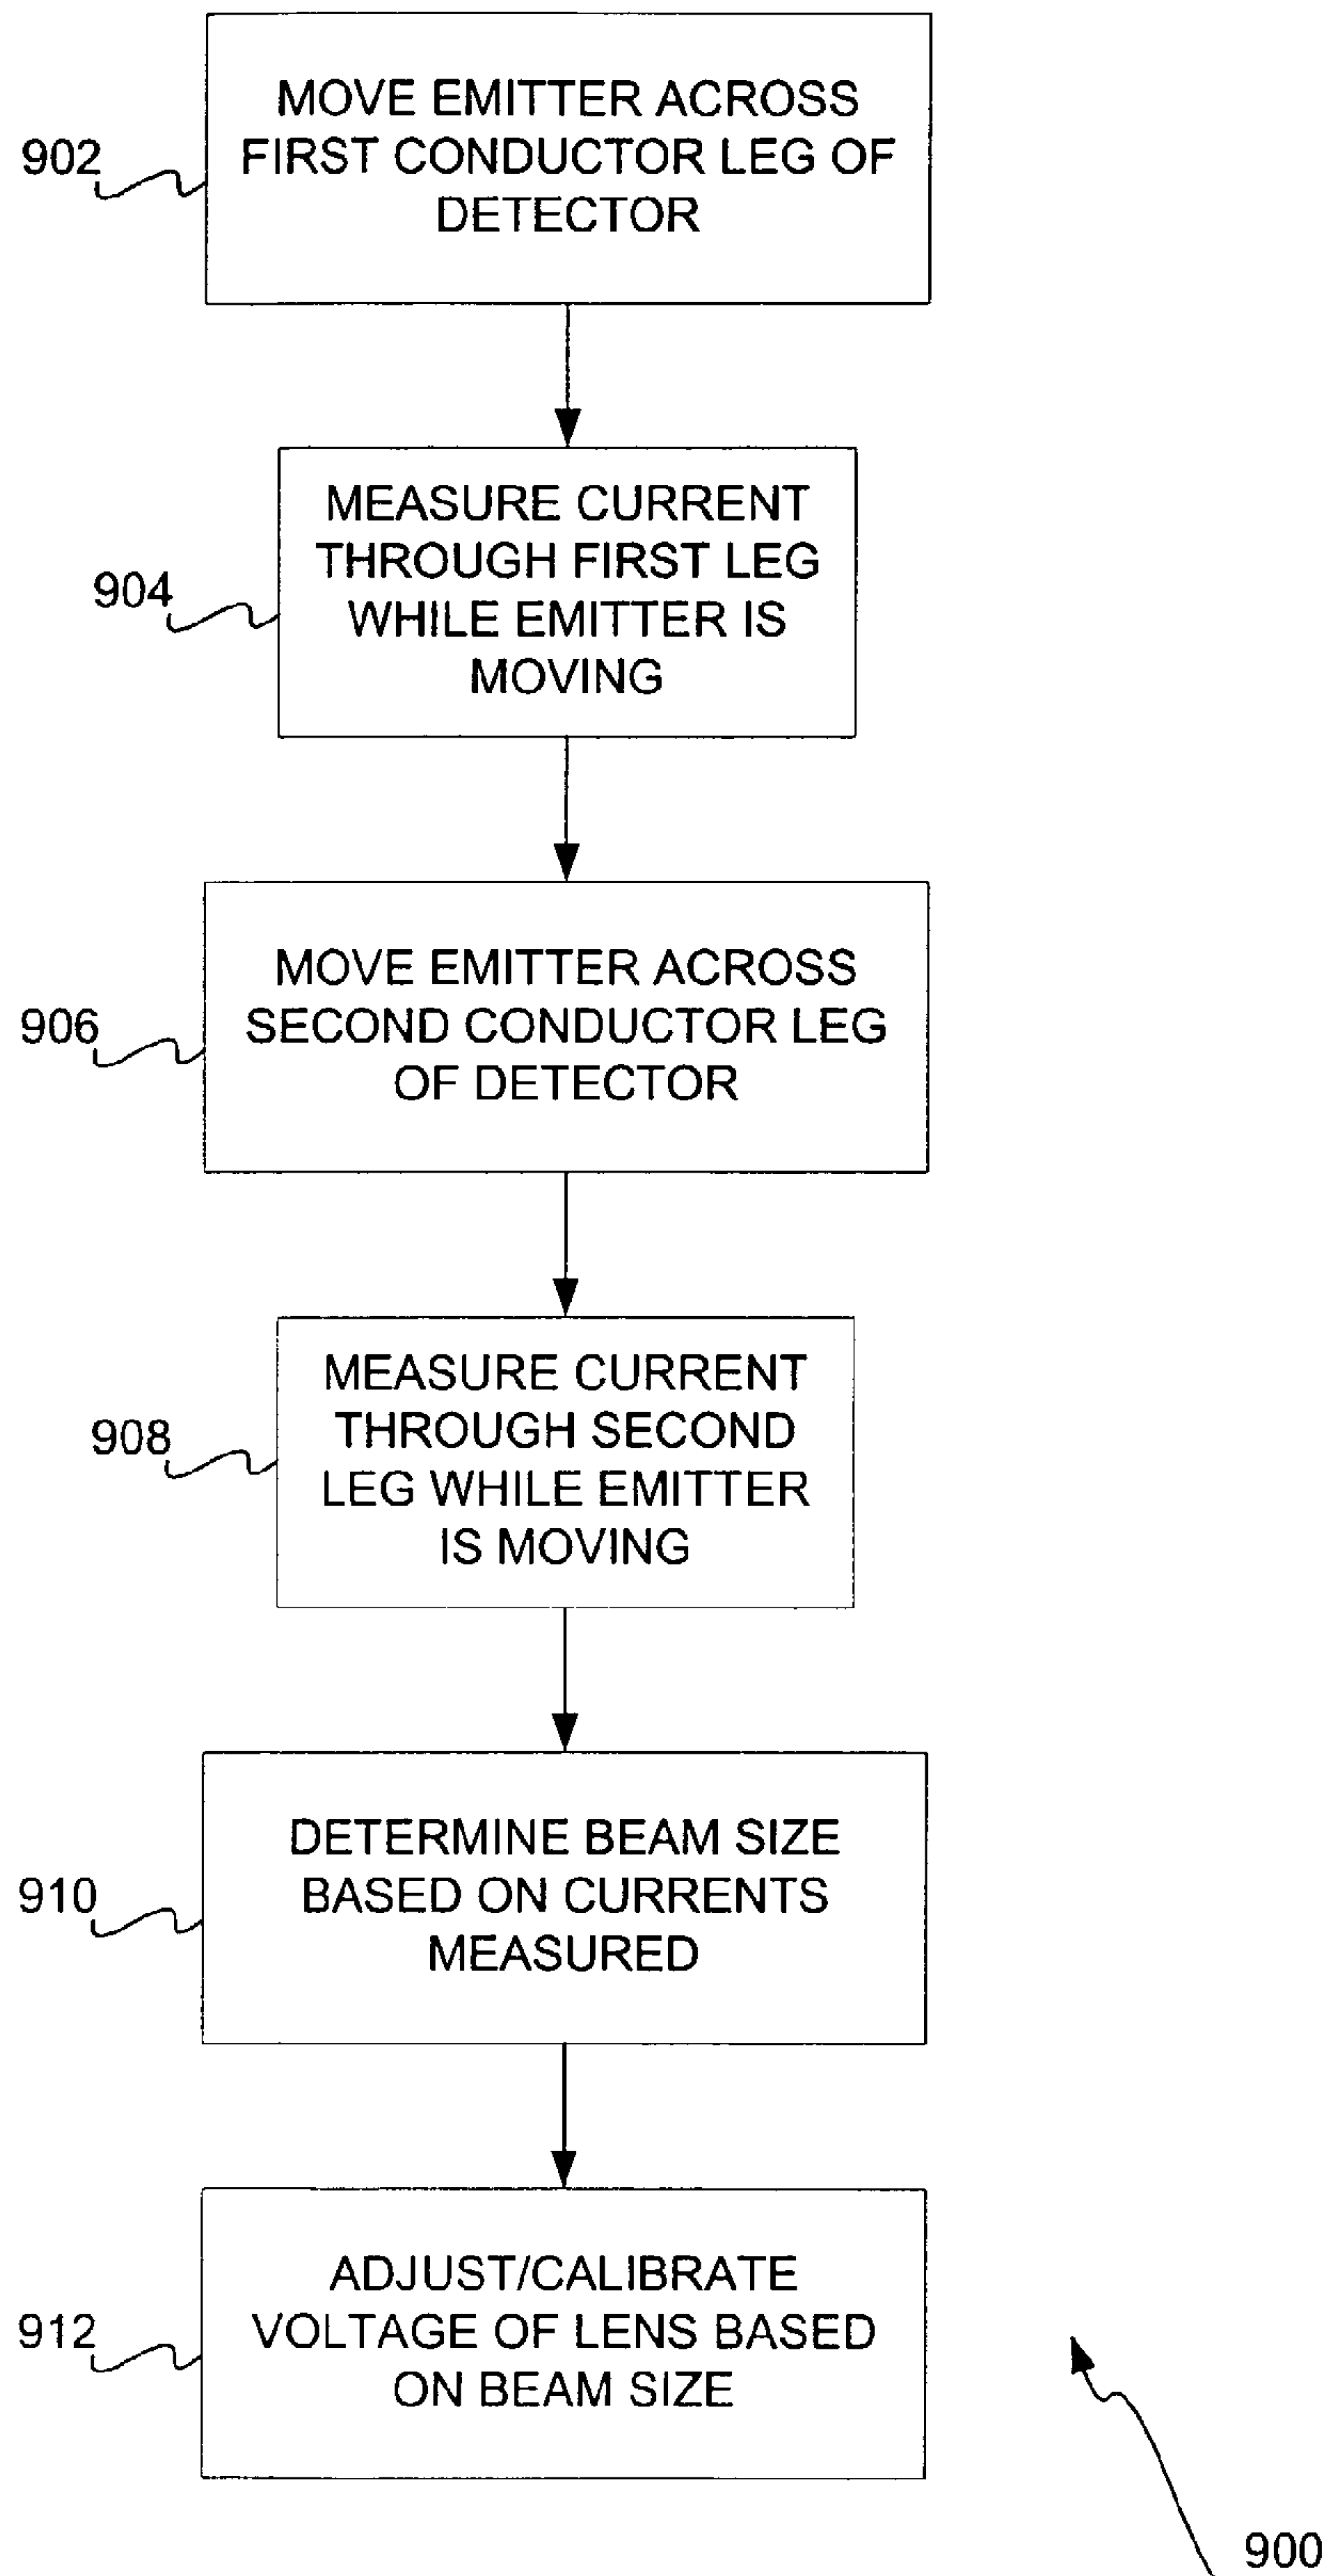 MOVE EMITTER ACROSS
FIRST CONDUCTOR LEG OF
DETECTOR
902
MEASURE CURRENT
THROUGH FIRST LEG
WHILE EMITTER IS
MOVING
904
MOVE EMITTER ACROSS
SECOND CONDUCTOR LEG
OF DETECTOR
906
MEASURE CURRENT
THROUGH SECOND
LEG WHILE EMITTER
IS MOVING
908
DETERMINE BEAM SIZE
BASED ON CURRENTS
MEASURED
910
ADJUST/CALIBRATE
VOLTAGE OF LENS BASED
ON BEAM SIZE
912
900